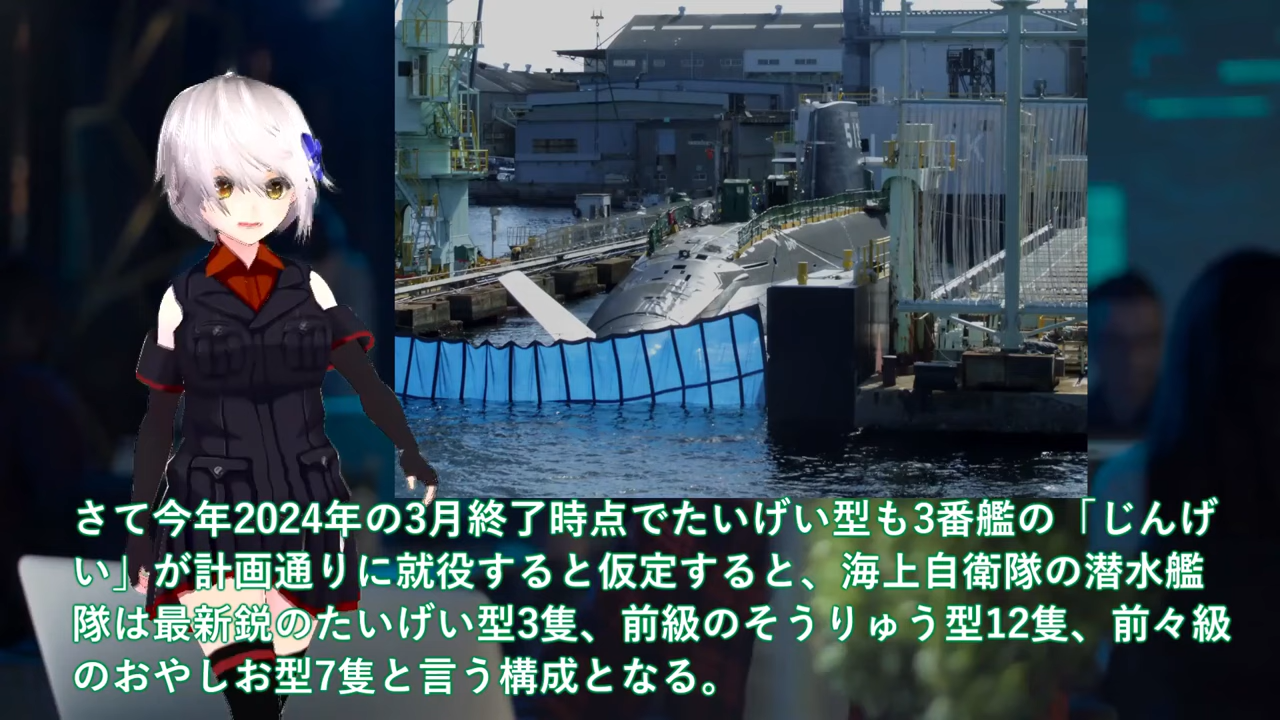 さて今年2024年の3月終了時点でたいげい型も3番艦の「じんげ
い」が計画通りに就役すると仮定すると、海上自衛隊の潜水艦
隊は最新鋭のたいげい型3隻、前級のそうりゅう型12隻、前々級
のおやしお型7隻と言う構成となる。